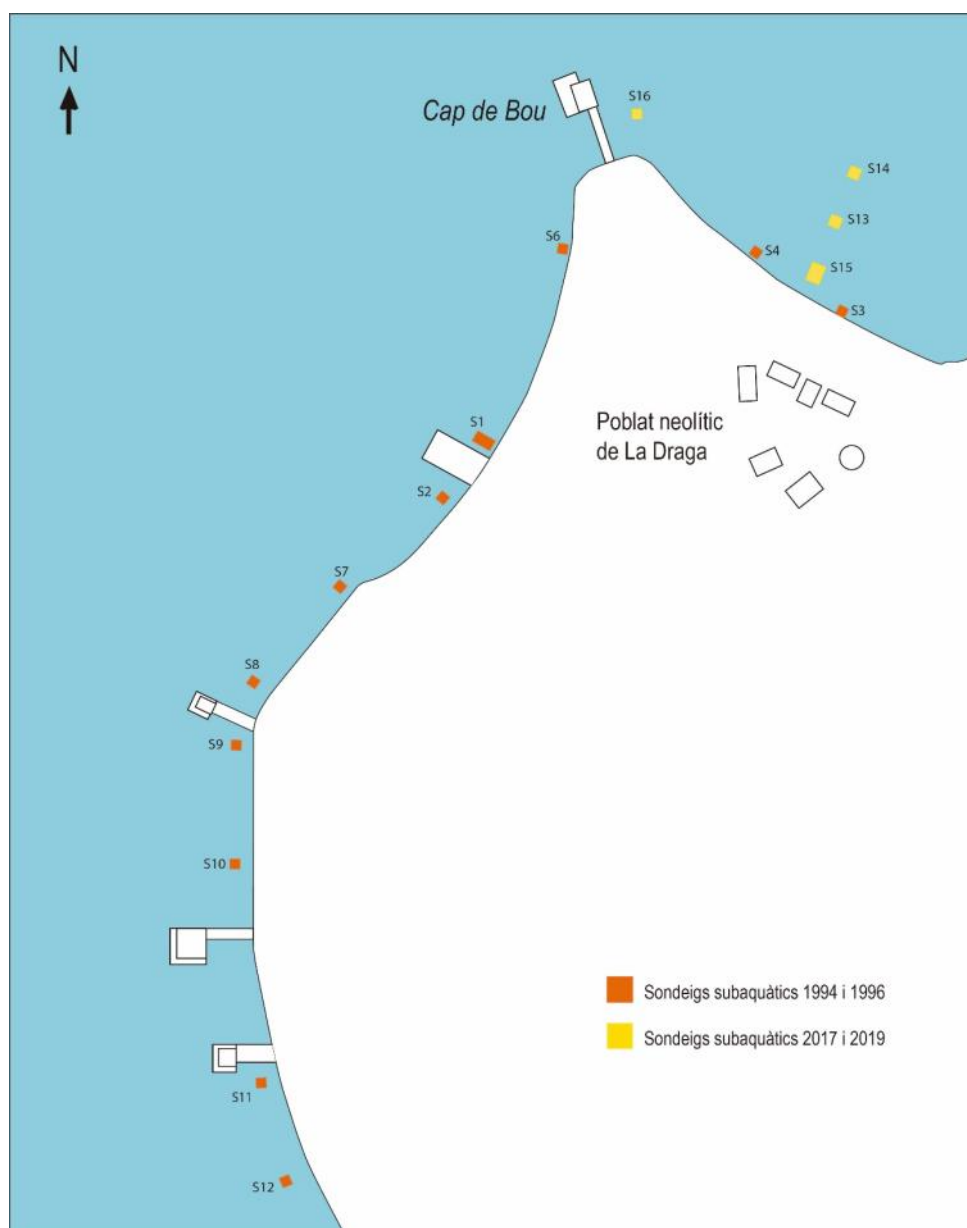 N
Cap de Bou
S16
S14
S13
S6
S4
S15
S3
S1
Poblat neolític
de La Draga
S2
S7
S8
S9
S10
Sondeigs subaquàtics 1994 i 1996
Sondeigs subaquàtics 2017 i 2019
S11
S12